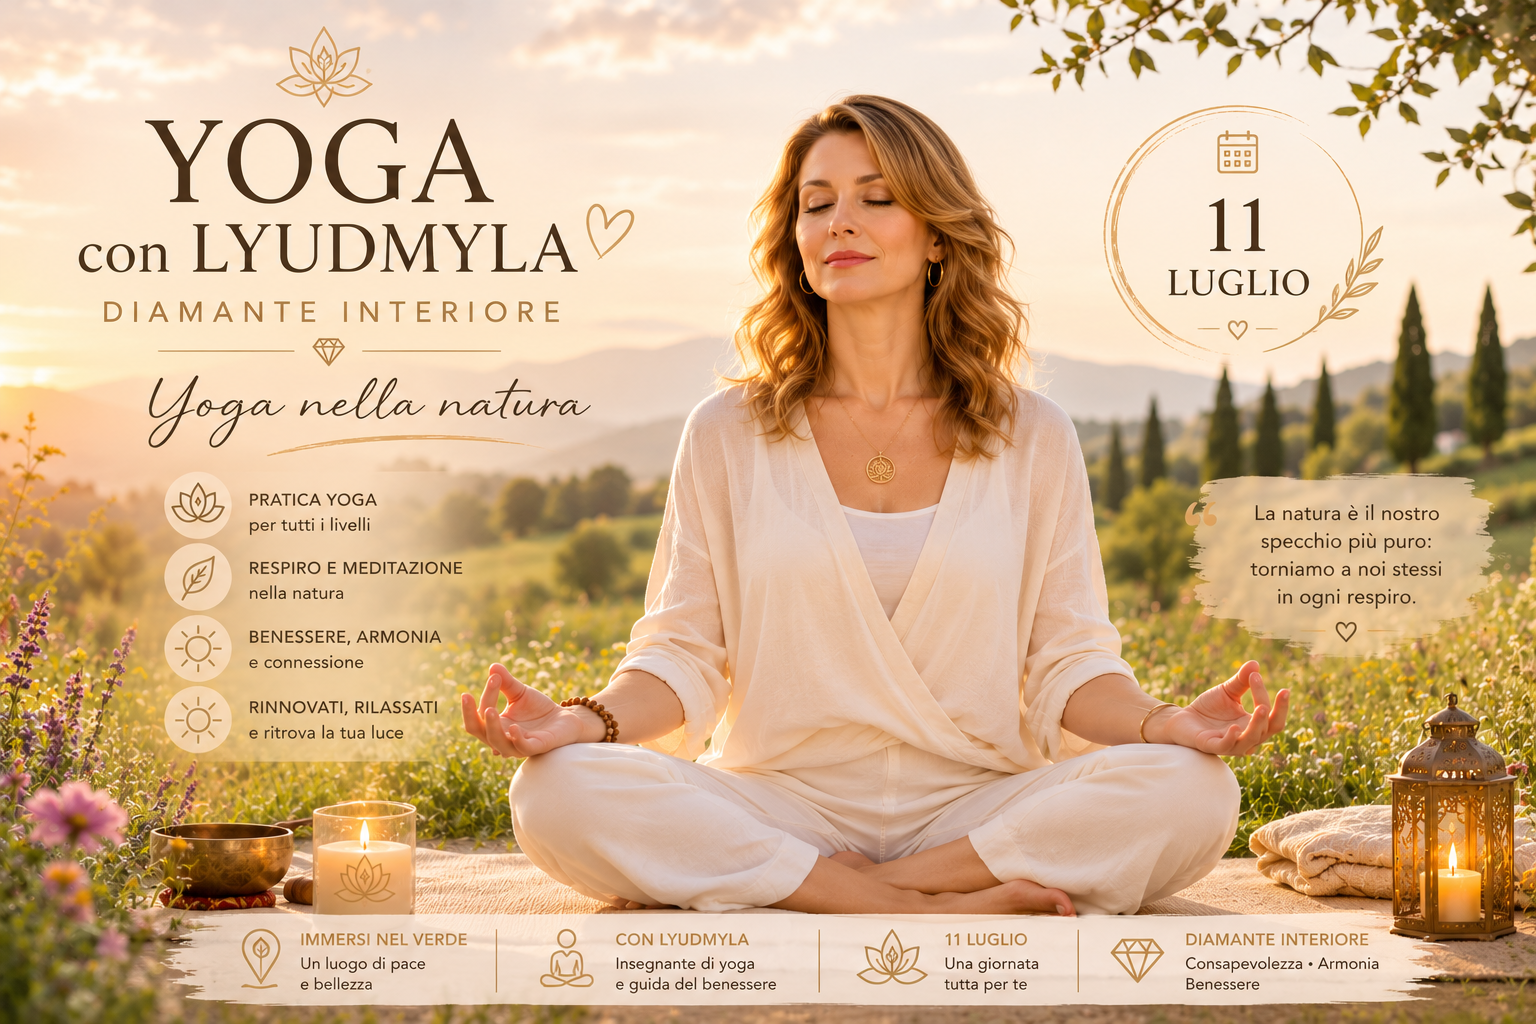 YOGA
con LYUDMYLA
DIAMANTE INTERIORE
Yoga nella natura
PRATICA YOGA
per tutti i livelli
RESPIRO E MEDITAZIONE
nella natura
BENESSERE, ARMONIA
e connessione
RINNOVATI, RILASSATI
e ritrova la tua luce
11
LUGLIO
“
La natura è il nostro
specchio più puro:
torniamo a noi stessi
in ogni respiro.
IMMERSI NEL VERDE
Un luogo di pace
e bellezza
CON LYUDMYLA
Insegnante di yoga
e guida del benessere
11 LUGLIO
Una giornata
tutta per te
DIAMANTE INTERIORE
Consapevolezza • Armonia
Benessere